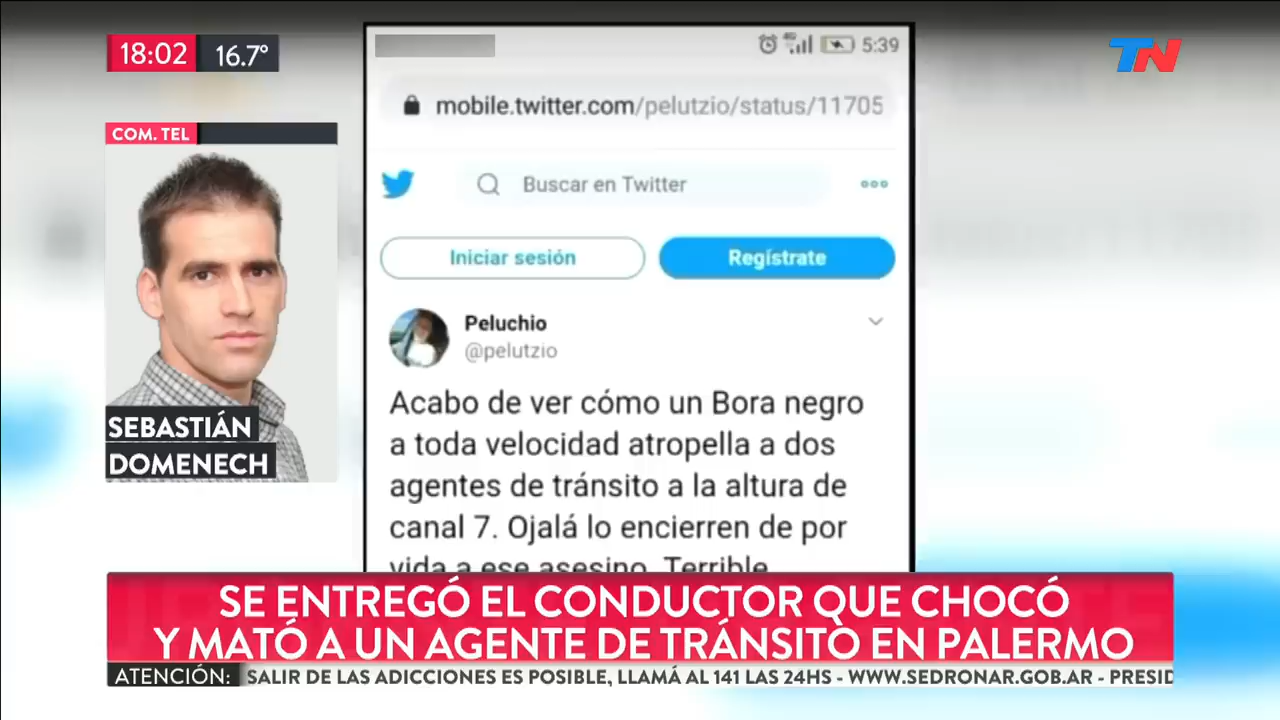 18:02 16.7°
TN
COM. TEL
SEBASTIÁN
DOMENECH
5:39
mobile.twitter.com/pelutzio/status/11705
Buscar en Twitter
Iniciar sesión
Regístrate
Peluchio
@pelutzio
Acabo de ver cómo un Bora negro
a toda velocidad atropella a dos
agentes de tránsito a la altura de
canal 7. Ojalá lo encierren de por
vida a ese asesino. Terrible
SE ENTREGÓ EL CONDUCTOR QUE CHOCÓ
Y MATÓ A UN AGENTE DE TRÁNSITO EN PALERMO
ATENCIÓN: SALIR DE LAS ADICCIONES ES POSIBLE, LLAMÁ AL 141 LAS 24HS - WWW.SEDRONAR.GOB.AR - PRESID